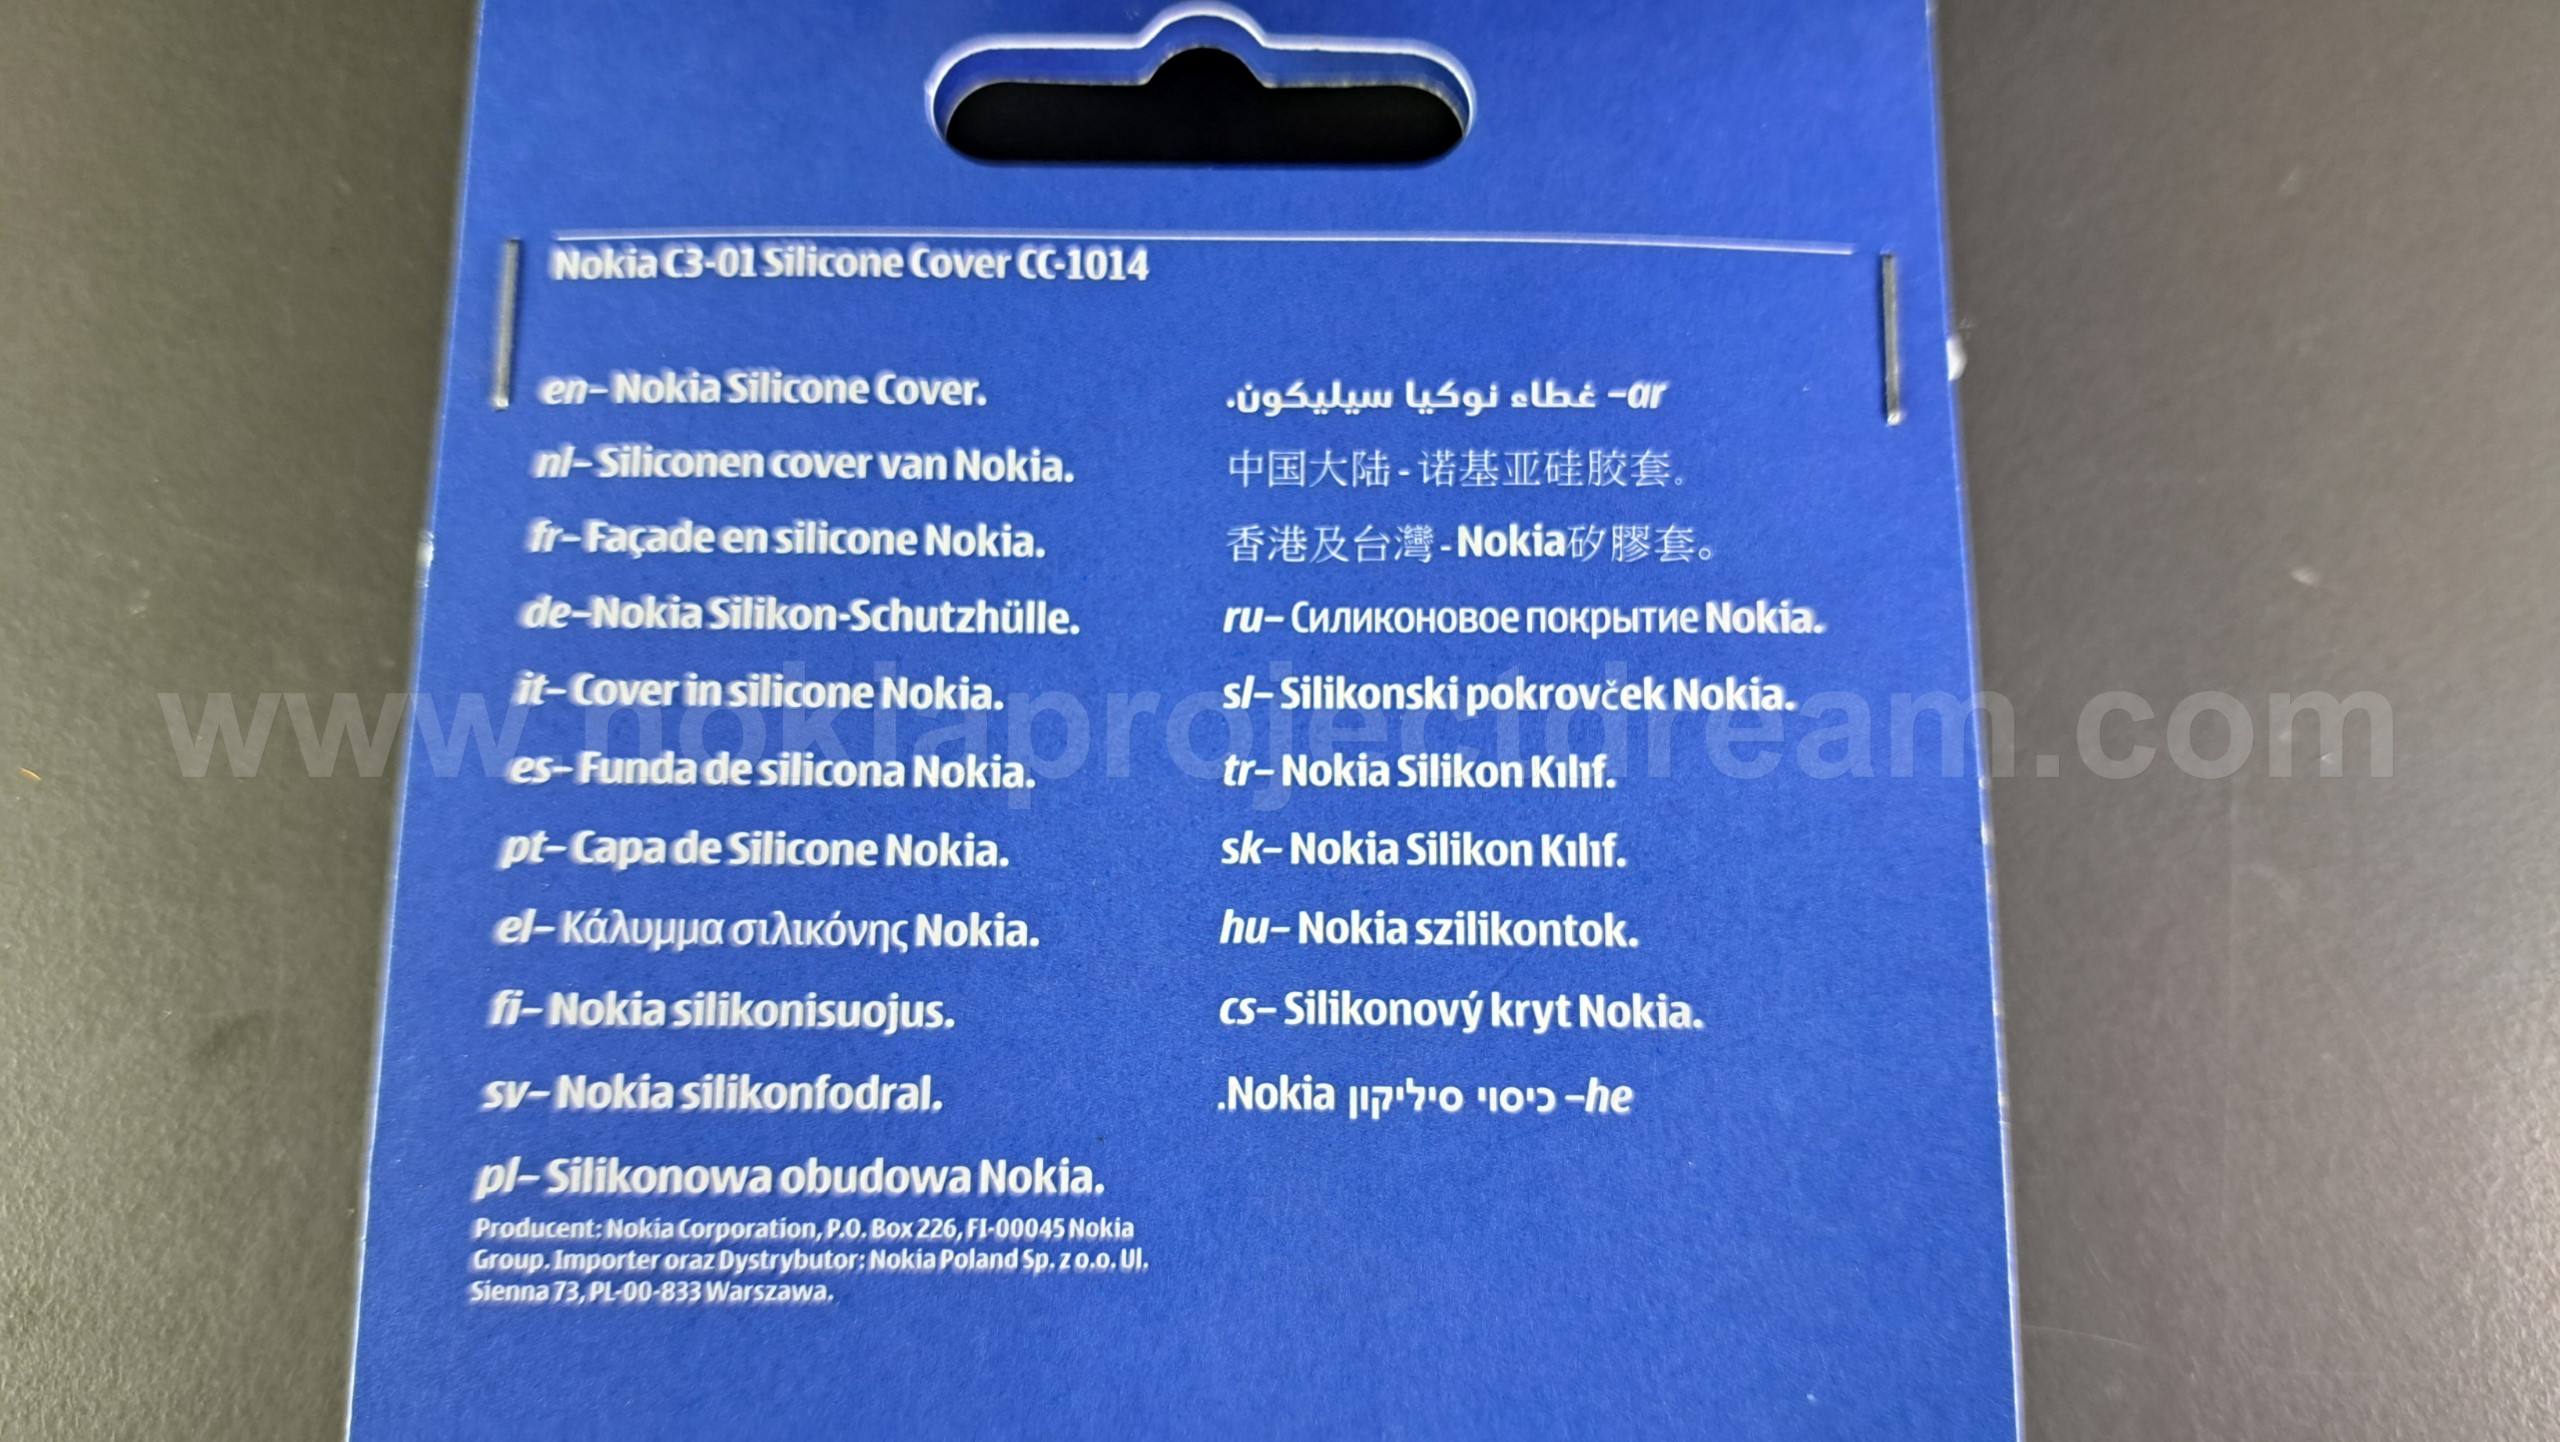 Nokia C3-01 Silicone Cover CC-1014
en– Nokia Silicone Cover.
nl– Siliconen cover van Nokia.
fr– Façade en silicone Nokia.
de–Nokia Silikon-Schutzhülle.
it– Cover in silicone Nokia.
es– Funda de silicona Nokia.
pt– Capa de Silicone Nokia.
el– Κάλυμμα σιλικόνης Nokia.
fi– Nokia silikonisuojus.
sv– Nokia silikonfodral.
pl– Silikonowa obudowa Nokia.
Producent: Nokia Corporation, P.O. Box 226, FI-00045 Nokia
Group. Importer oraz Dystrybutor: Nokia Poland Sp. z o.o. Ul.
Sienna 73, PL-00-833 Warszawa.
ar– غطاء نوكيا سيليكون.
中国大陆 - 诺基亚硅胶套。
香港及台灣 - Nokia矽膠套。
ru– Силиконовое покрытие Nokia.
sl– Silikonski pokrovček Nokia.
tr– Nokia Silikon Kılıf.
sk– Nokia Silikon Kılıf.
hu– Nokia szilikontok.
cs– Silikonový kryt Nokia.
he– כיסוי סיליקון Nokia.
www.nokiaprojectdream.com